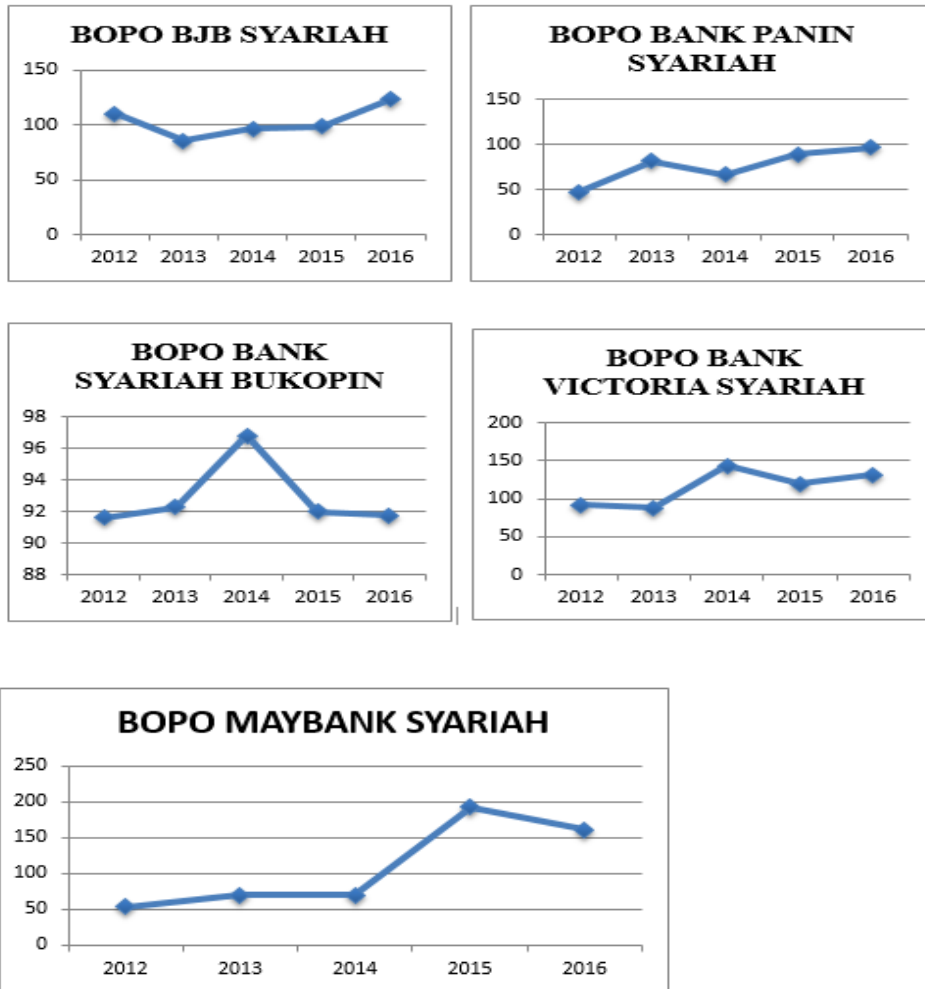 BOPO BJB SYARIAH
150
100
50
0
2012 2013 2014 2015 2016
BOPO BANK PANIN
SYARIAH
150
100
50
0
2012 2013 2014 2015 2016
BOPO BANK
SYARIAH BUKOPIN
98
96
94
92
90
88
2012 2013 2014 2015 2016
BOPO BANK
VICTORIA SYARIAH
200
150
100
50
0
2012 2013 2014 2015 2016
BOPO MAYBANK SYARIAH
250
200
150
100
50
0
2012 2013 2014 2015 2016